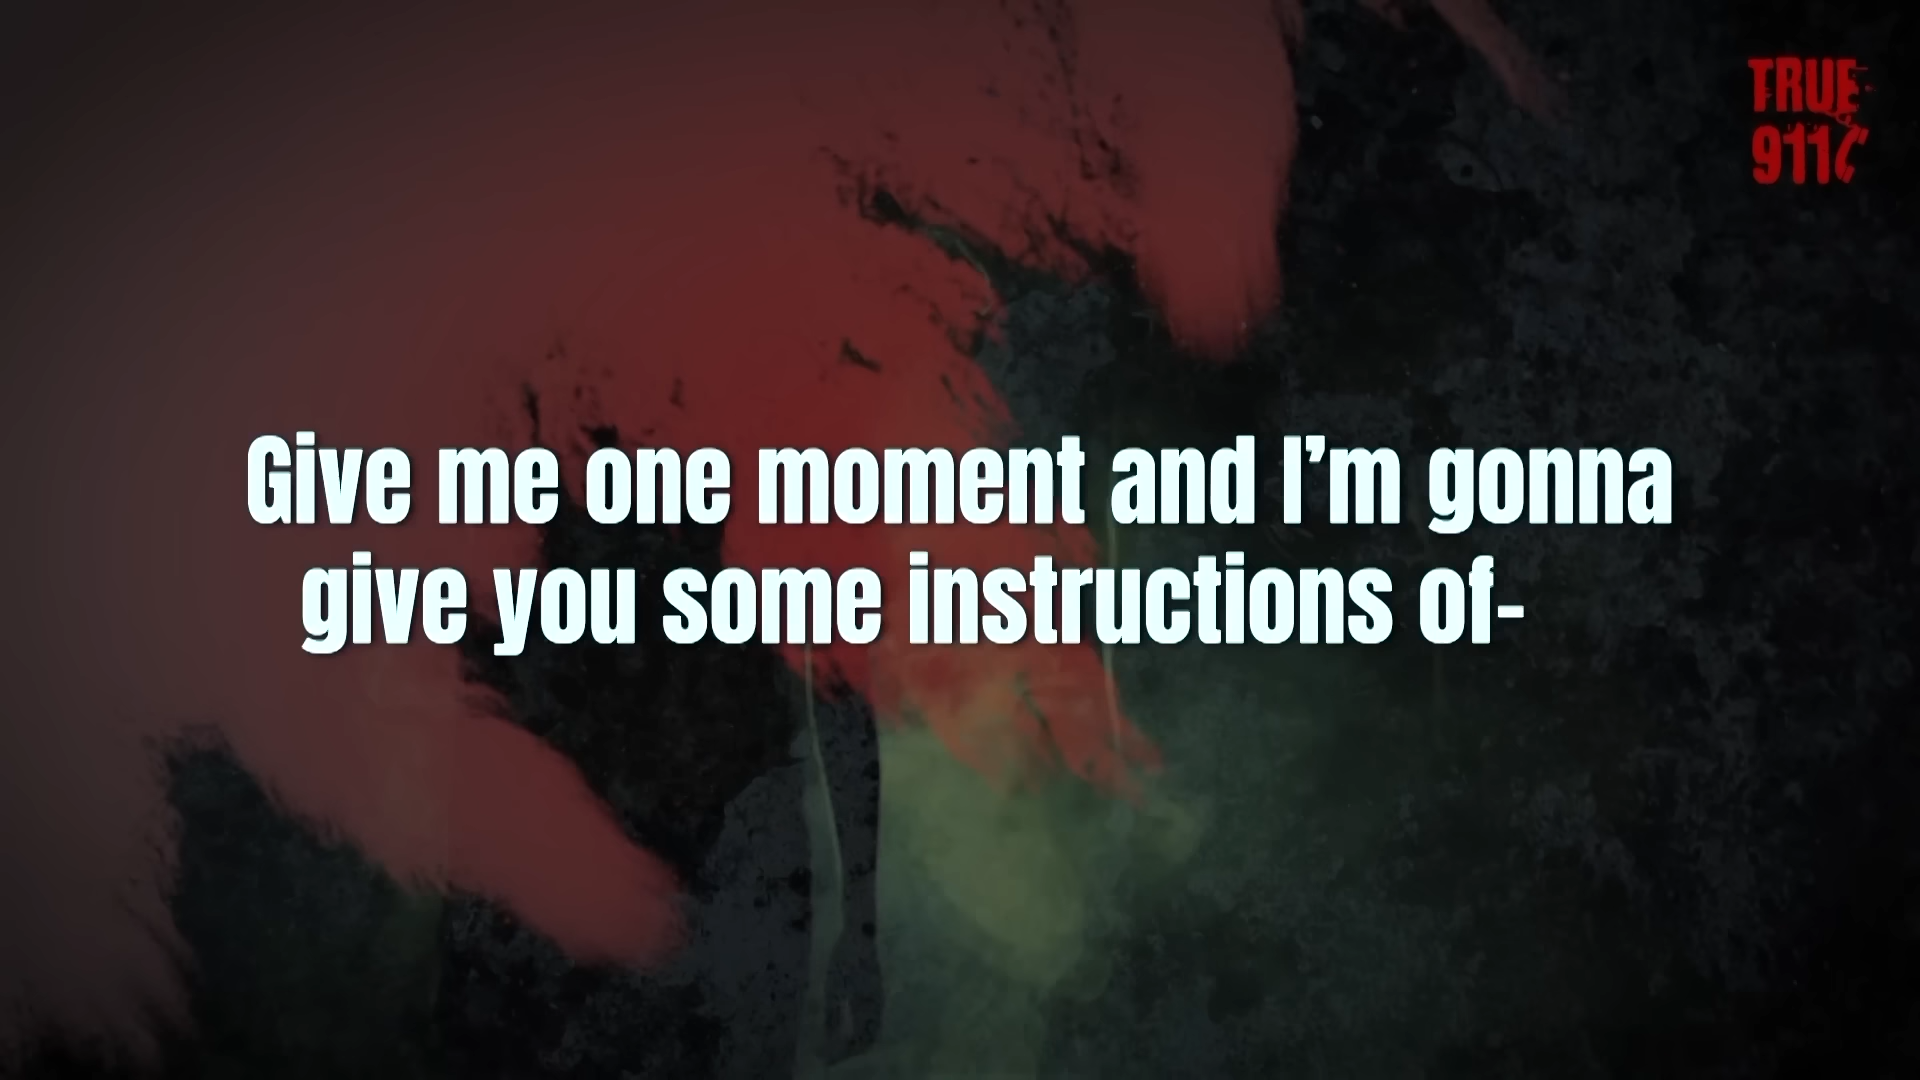 TRUE
911
Give me one moment and I’m gonna
give you some instructions of-